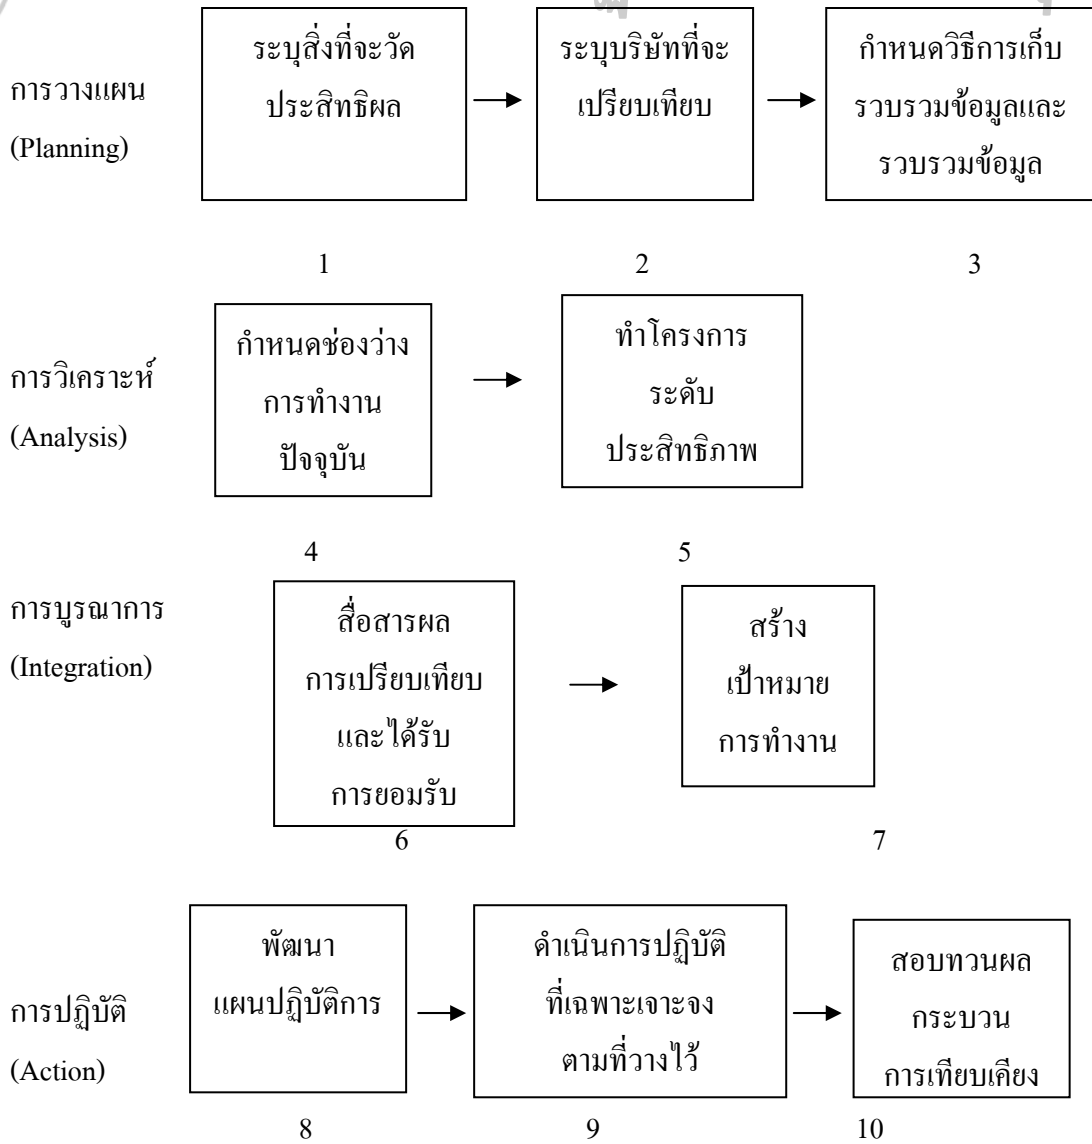 การวางแผน
(Planning)
ระบุสิ่งที่จะวัด
ประสิทธิผล
ระบุบริษัทที่จะ
เปรียบเทียบ
กำหนดวิธีการเก็บ
รวบรวมข้อมูลและ
รวบรวมข้อมูล
1
2
3
การวิเคราะห์
(Analysis)
กำหนดช่องว่าง
การทำงาน
ปัจจุบัน
ทำโครงการ
ระดับ
ประสิทธิภาพ
4
5
การบูรณาการ
(Integration)
สื่อสารผล
การเปรียบเทียบ
และได้รับ
การยอมรับ
สร้าง
เป้าหมาย
การทำงาน
6
7
การปฏิบัติ
(Action)
พัฒนา
แผนปฏิบัติการ
ดำเนินการปฏิบัติ
ที่เฉพาะเจาะจง
ตามที่วางไว้
สอบทวนผล
กระบวน
การเทียบเคียง
8
9
10